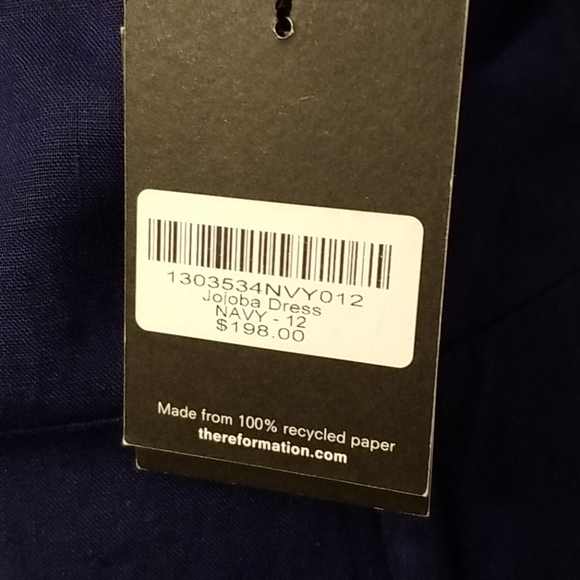 1303534NVY012
Jojoba Dress
NAVY - 12
$198.00
Made from 100% recycled paper
thereformation.com